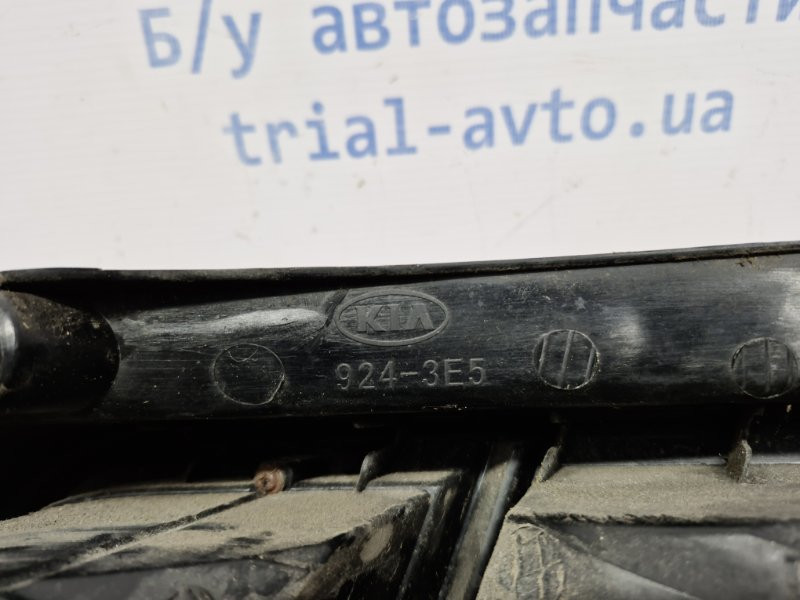 Б/у автозапчасти
trial-avto.ua
KIA
924-3E5